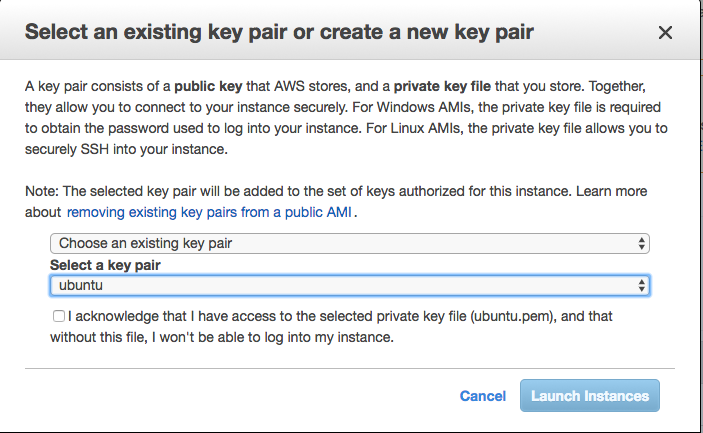 Select an existing key pair or create a new key pair
A key pair consists of a public key that AWS stores, and a private key file that you store. Together,
they allow you to connect to your instance securely. For Windows AMIs, the private key file is required
to obtain the password used to log into your instance. For Linux AMIs, the private key file allows you to
securely SSH into your instance.
Note: The selected key pair will be added to the set of keys authorized for this instance. Learn more
about removing existing key pairs from a public AMI.
Choose an existing key pair
Select a key pair
ubuntu
I acknowledge that I have access to the selected private key file (ubuntu.pem), and that
without this file, I won't be able to log into my instance.
Cancel Launch Instances